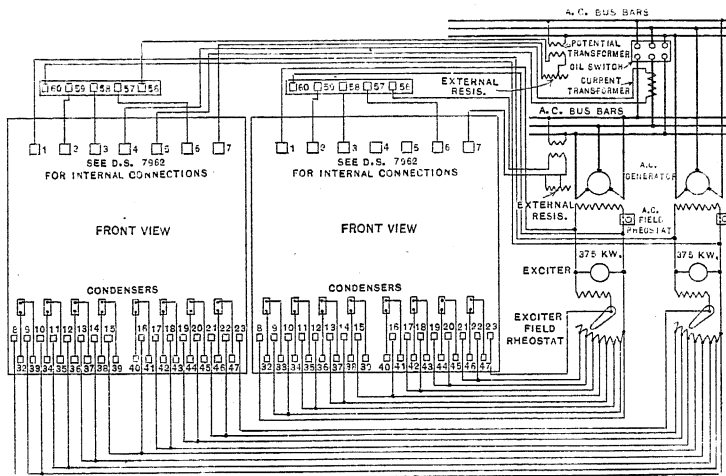 A.C. BUS BARS
POTENTIAL
TRANSFORMER
OIL SWITCH
CURRENT
TRANSFORMER
EXTERNAL
RESIS.
60 59 58 57 56
60 59 58 57 56
A.C. BUS BARS
1 2 3 4 5 6 7
1 2 3 4 5 6 7
SEE D.S. 7962
FOR INTERNAL CONNECTIONS
SEE D.S. 7962
FOR INTERNAL CONNECTIONS
A.C.
GENERATOR
EXTERNAL
RESIS.
A.C.
FIELD
RHEOSTAT
FRONT VIEW
FRONT VIEW
375 KW.
375 KW.
EXCITER
CONDENSERS
CONDENSERS
EXCITER
FIELD
RHEOSTAT
8 9 10 11 12 13 14 15 16 17 18 19 20 21 22 23
8 9 10 11 12 13 14 15 16 17 18 19 20 21 22 23
32 33 34 35 36 37 38 39 40 41 42 43 44 45 46 47
32 33 34 35 36 37 38 39 40 41 42 43 44 45 46 47